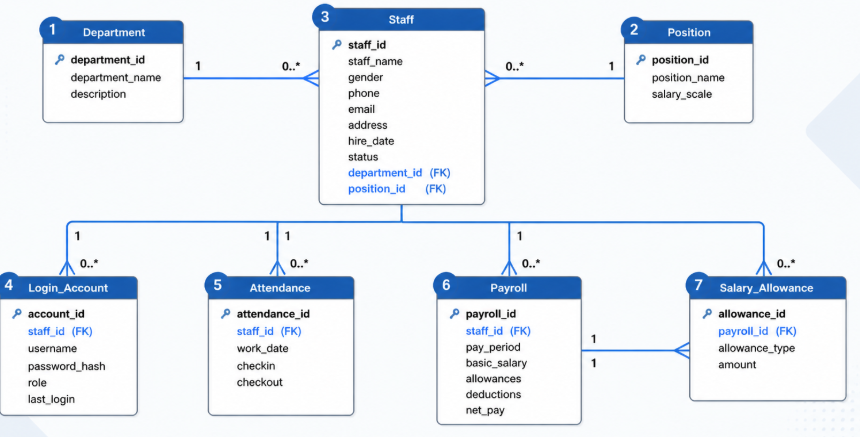 1 Department
department_id
department_name
description
1
0..*
3 Staff
staff_id
staff_name
gender
phone
email
address
hire_date
status
department_id (FK)
position_id (FK)
0..*
1
2 Position
position_id
position_name
salary_scale
1
0..*
1 1
0..*
1
0..*
0..*
4 Login_Account
account_id
staff_id (FK)
username
password_hash
role
last_login
5 Attendance
attendance_id
staff_id (FK)
work_date
checkin
checkout
6 Payroll
payroll_id
staff_id (FK)
pay_period
basic_salary
allowances
deductions
net_pay
1
1
7 Salary_Allowance
allowance_id
payroll_id (FK)
allowance_type
amount